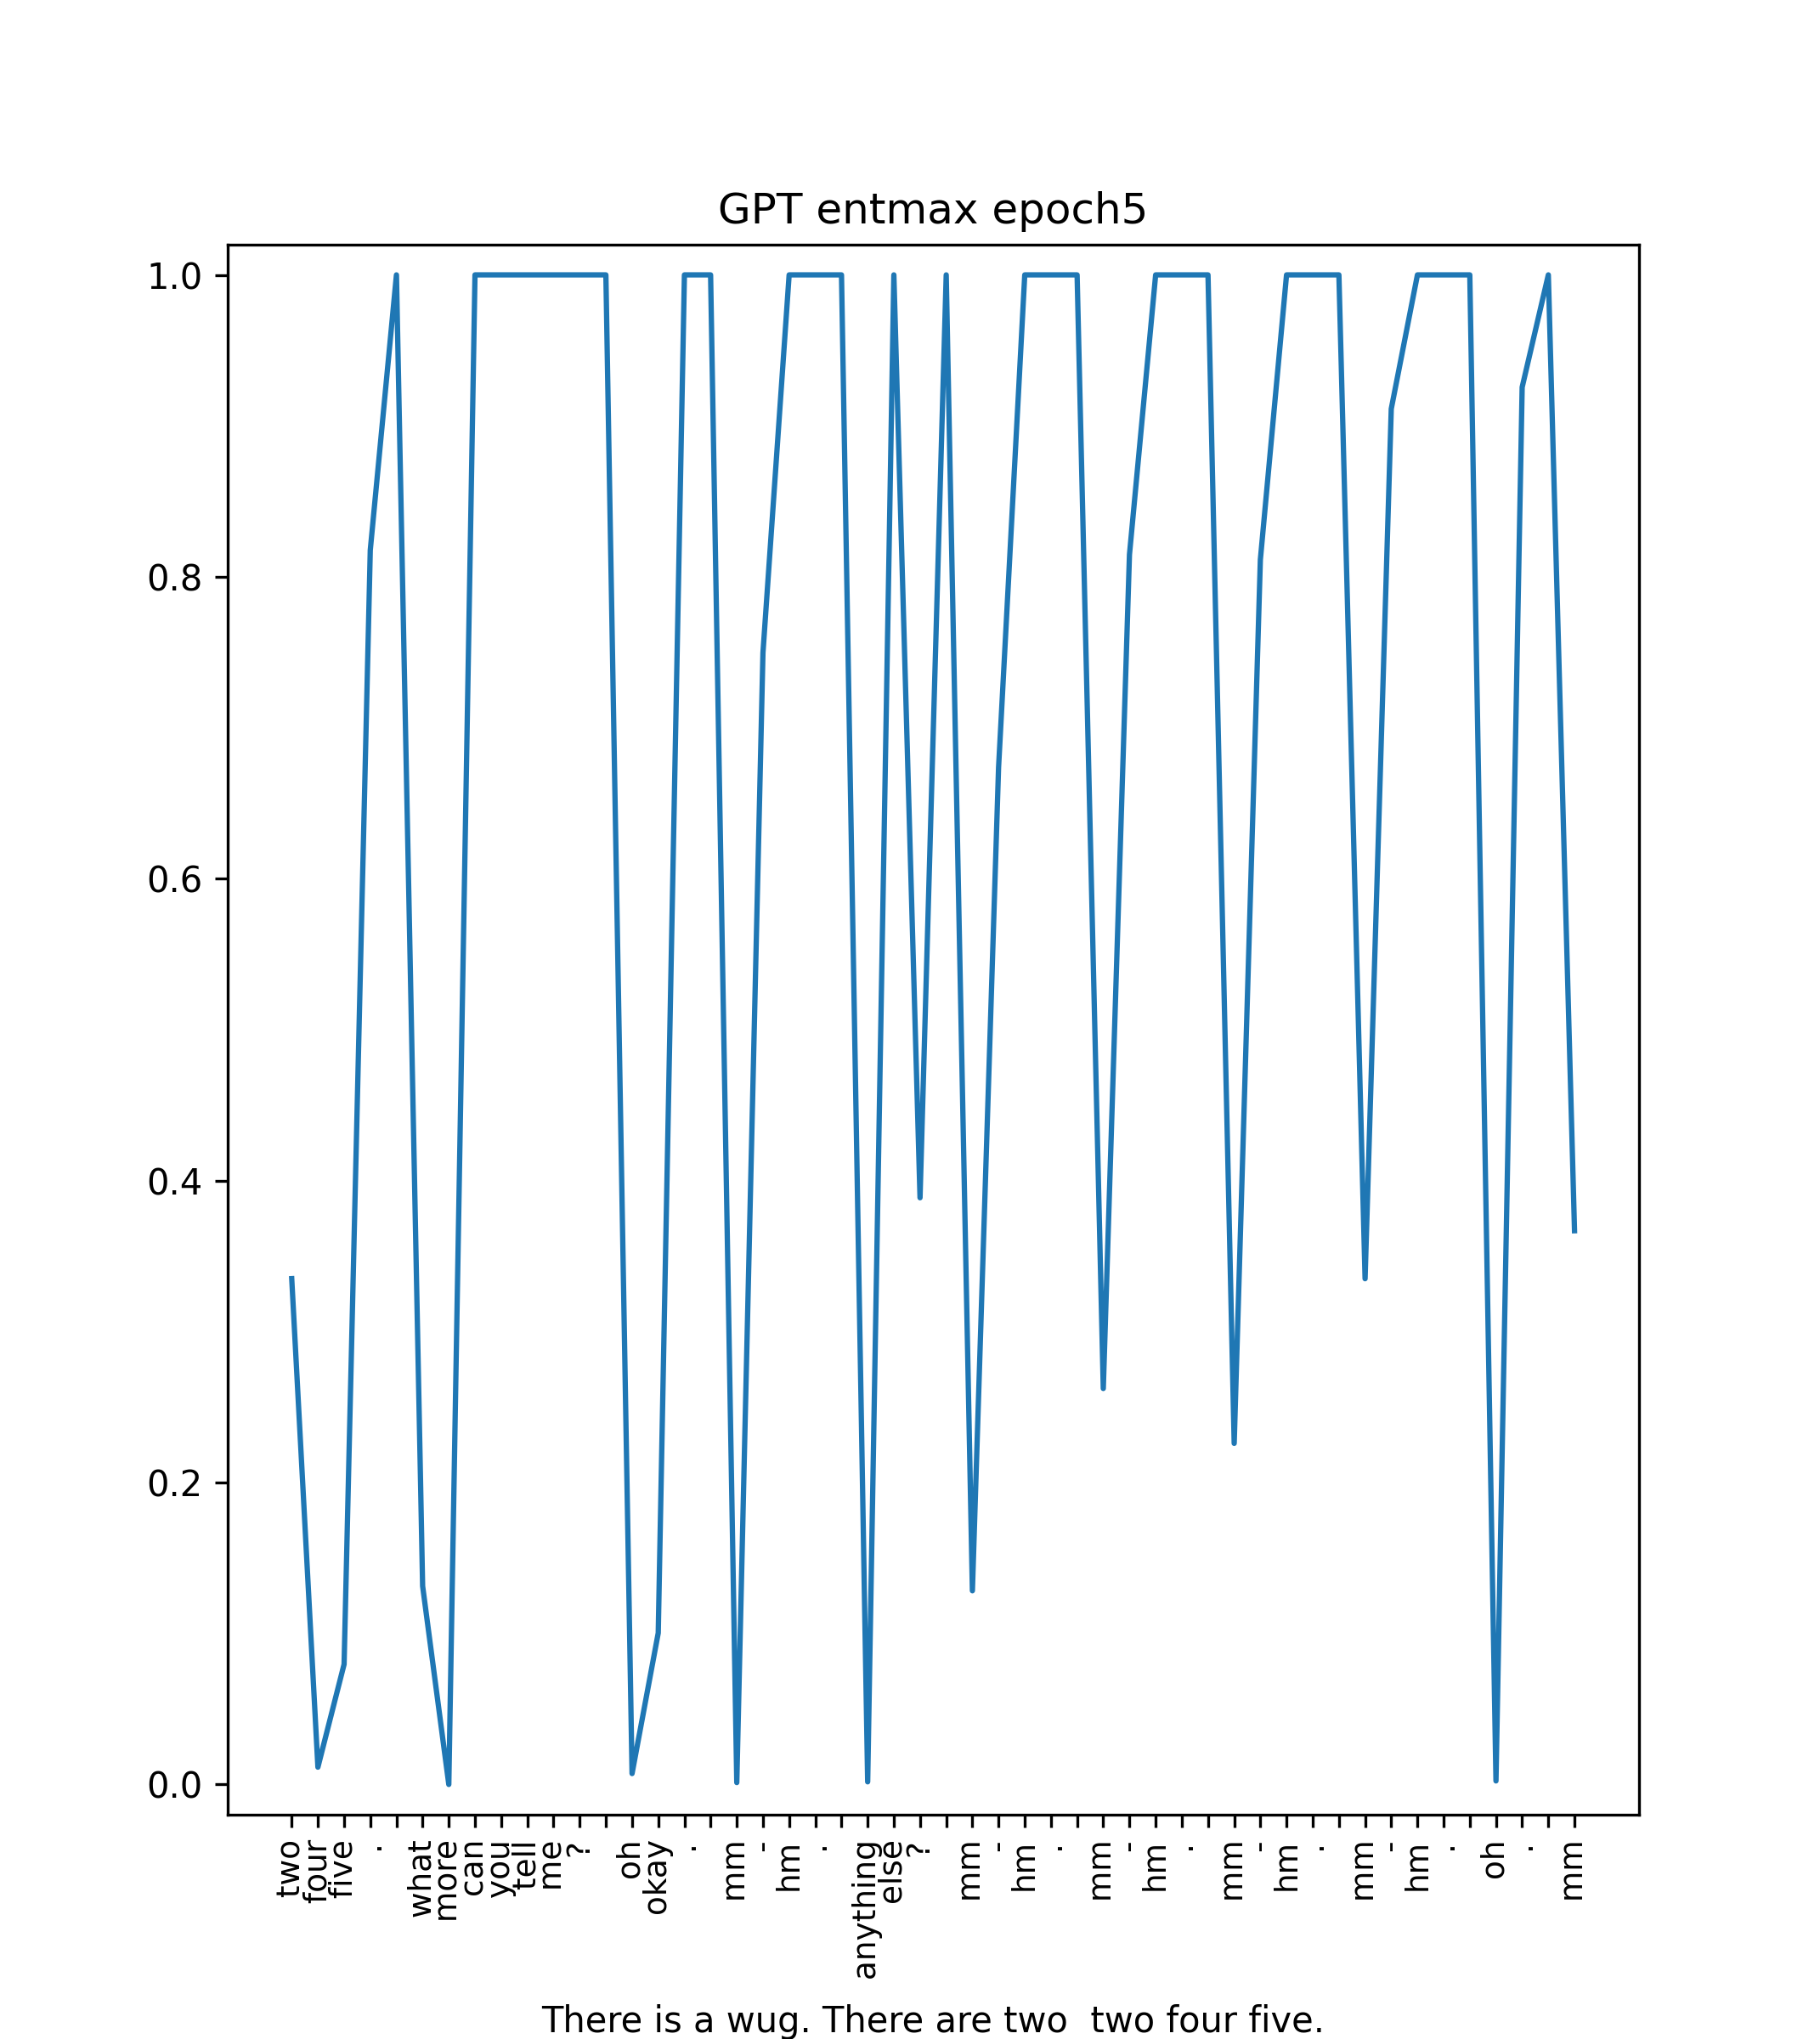 GPT entmax epoch5
1.0
0.8
0.6
0.4
0.2
0.0
two
four
five
.
what
more
can
you
tell
me
?
oh
okay
.
mm
-
hm
.
anything
else
?
mm
-
hm
.
mm
-
hm
.
mm
-
hm
.
mm
-
hm
.
oh
.
mm
There is a wug. There are two  two four five.